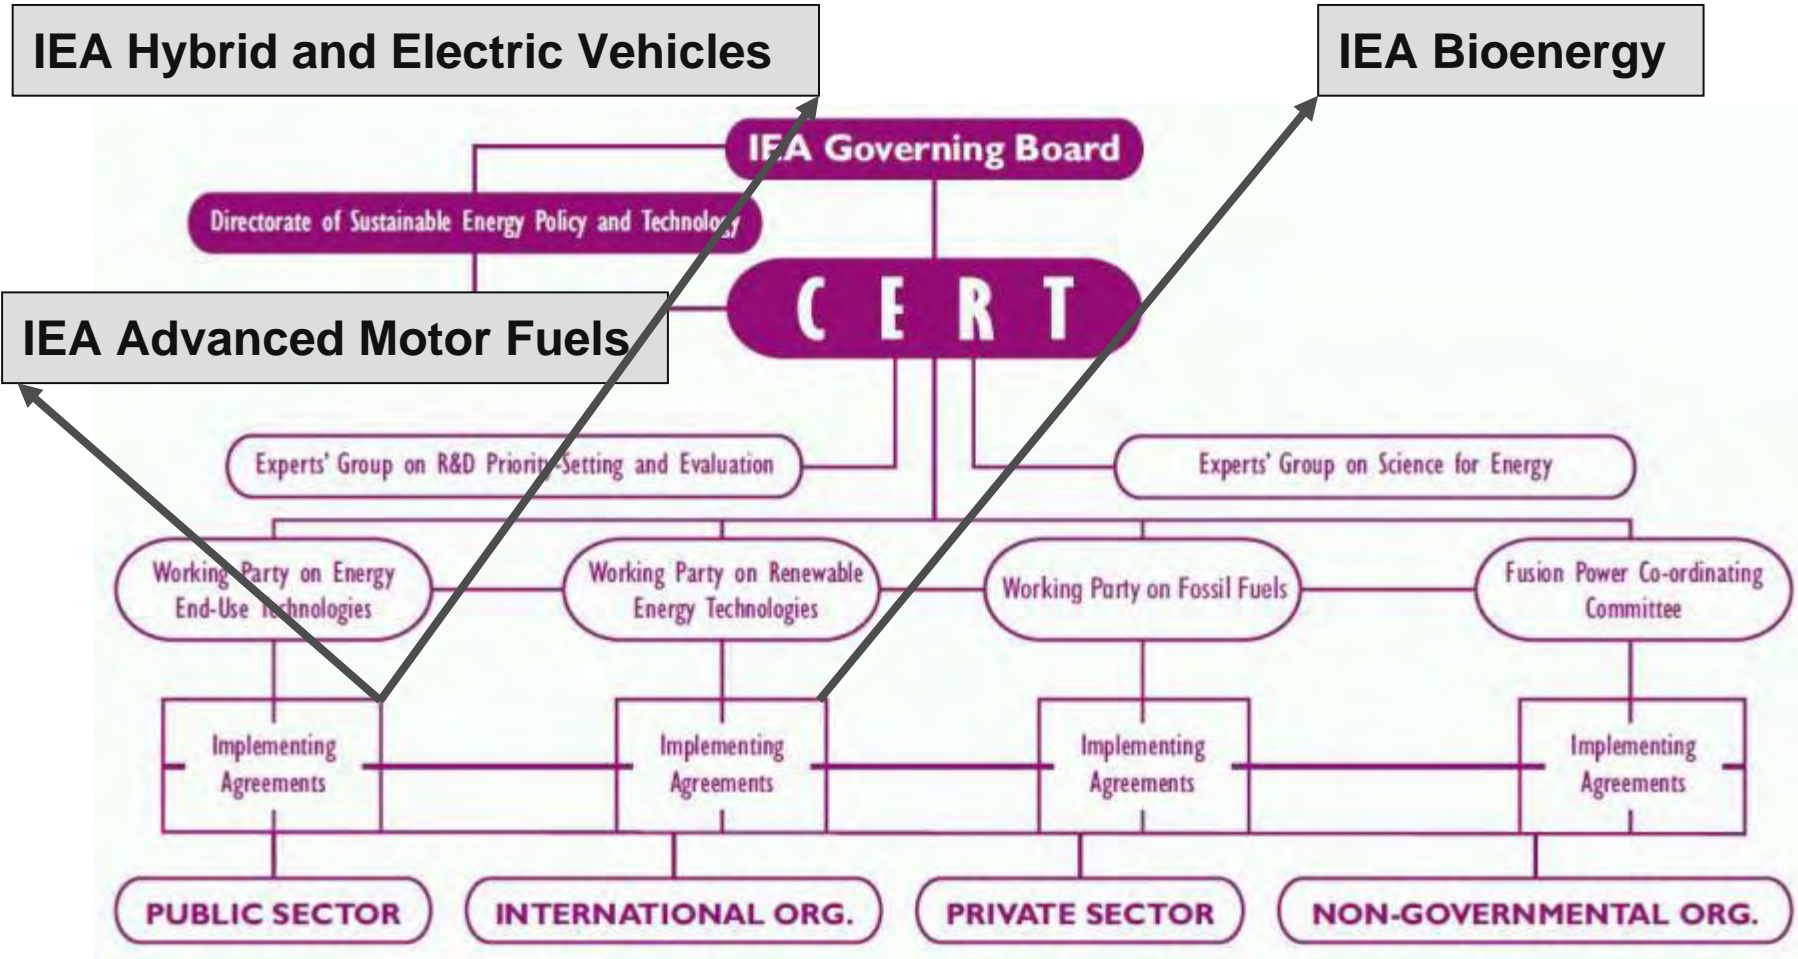 IEA Hybrid and Electric Vehicles
IEA Bioenergy
IEA Governing Board
Directorate of Sustainable Energy Policy and Technology
C E R T
IEA Advanced Motor Fuels
Experts' Group on R&D Priority-Setting and Evaluation
Experts' Group on Science for Energy
Working Party on Energy
End-Use Technologies
Working Party on Renewable
Energy Technologies
Working Party on Fossil Fuels
Fusion Power Co-ordinating
Committee
Implementing
Agreements
Implementing
Agreements
Implementing
Agreements
Implementing
Agreements
PUBLIC SECTOR
INTERNATIONAL ORG.
PRIVATE SECTOR
NON-GOVERNMENTAL ORG.